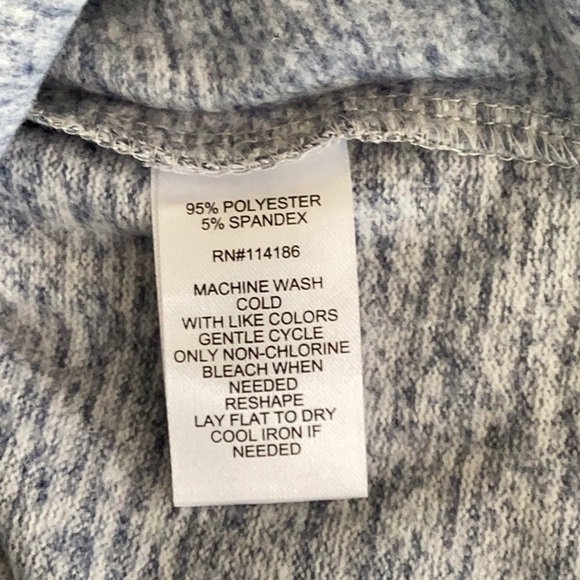 95% POLYESTER
5% SPANDEX
RN#114186
MACHINE WASH
COLD
WITH LIKE COLORS
GENTLE CYCLE
ONLY NON-CHLORINE
BLEACH WHEN
NEEDED
RESHAPE
LAY FLAT TO DRY
COOL IRON IF
NEEDED